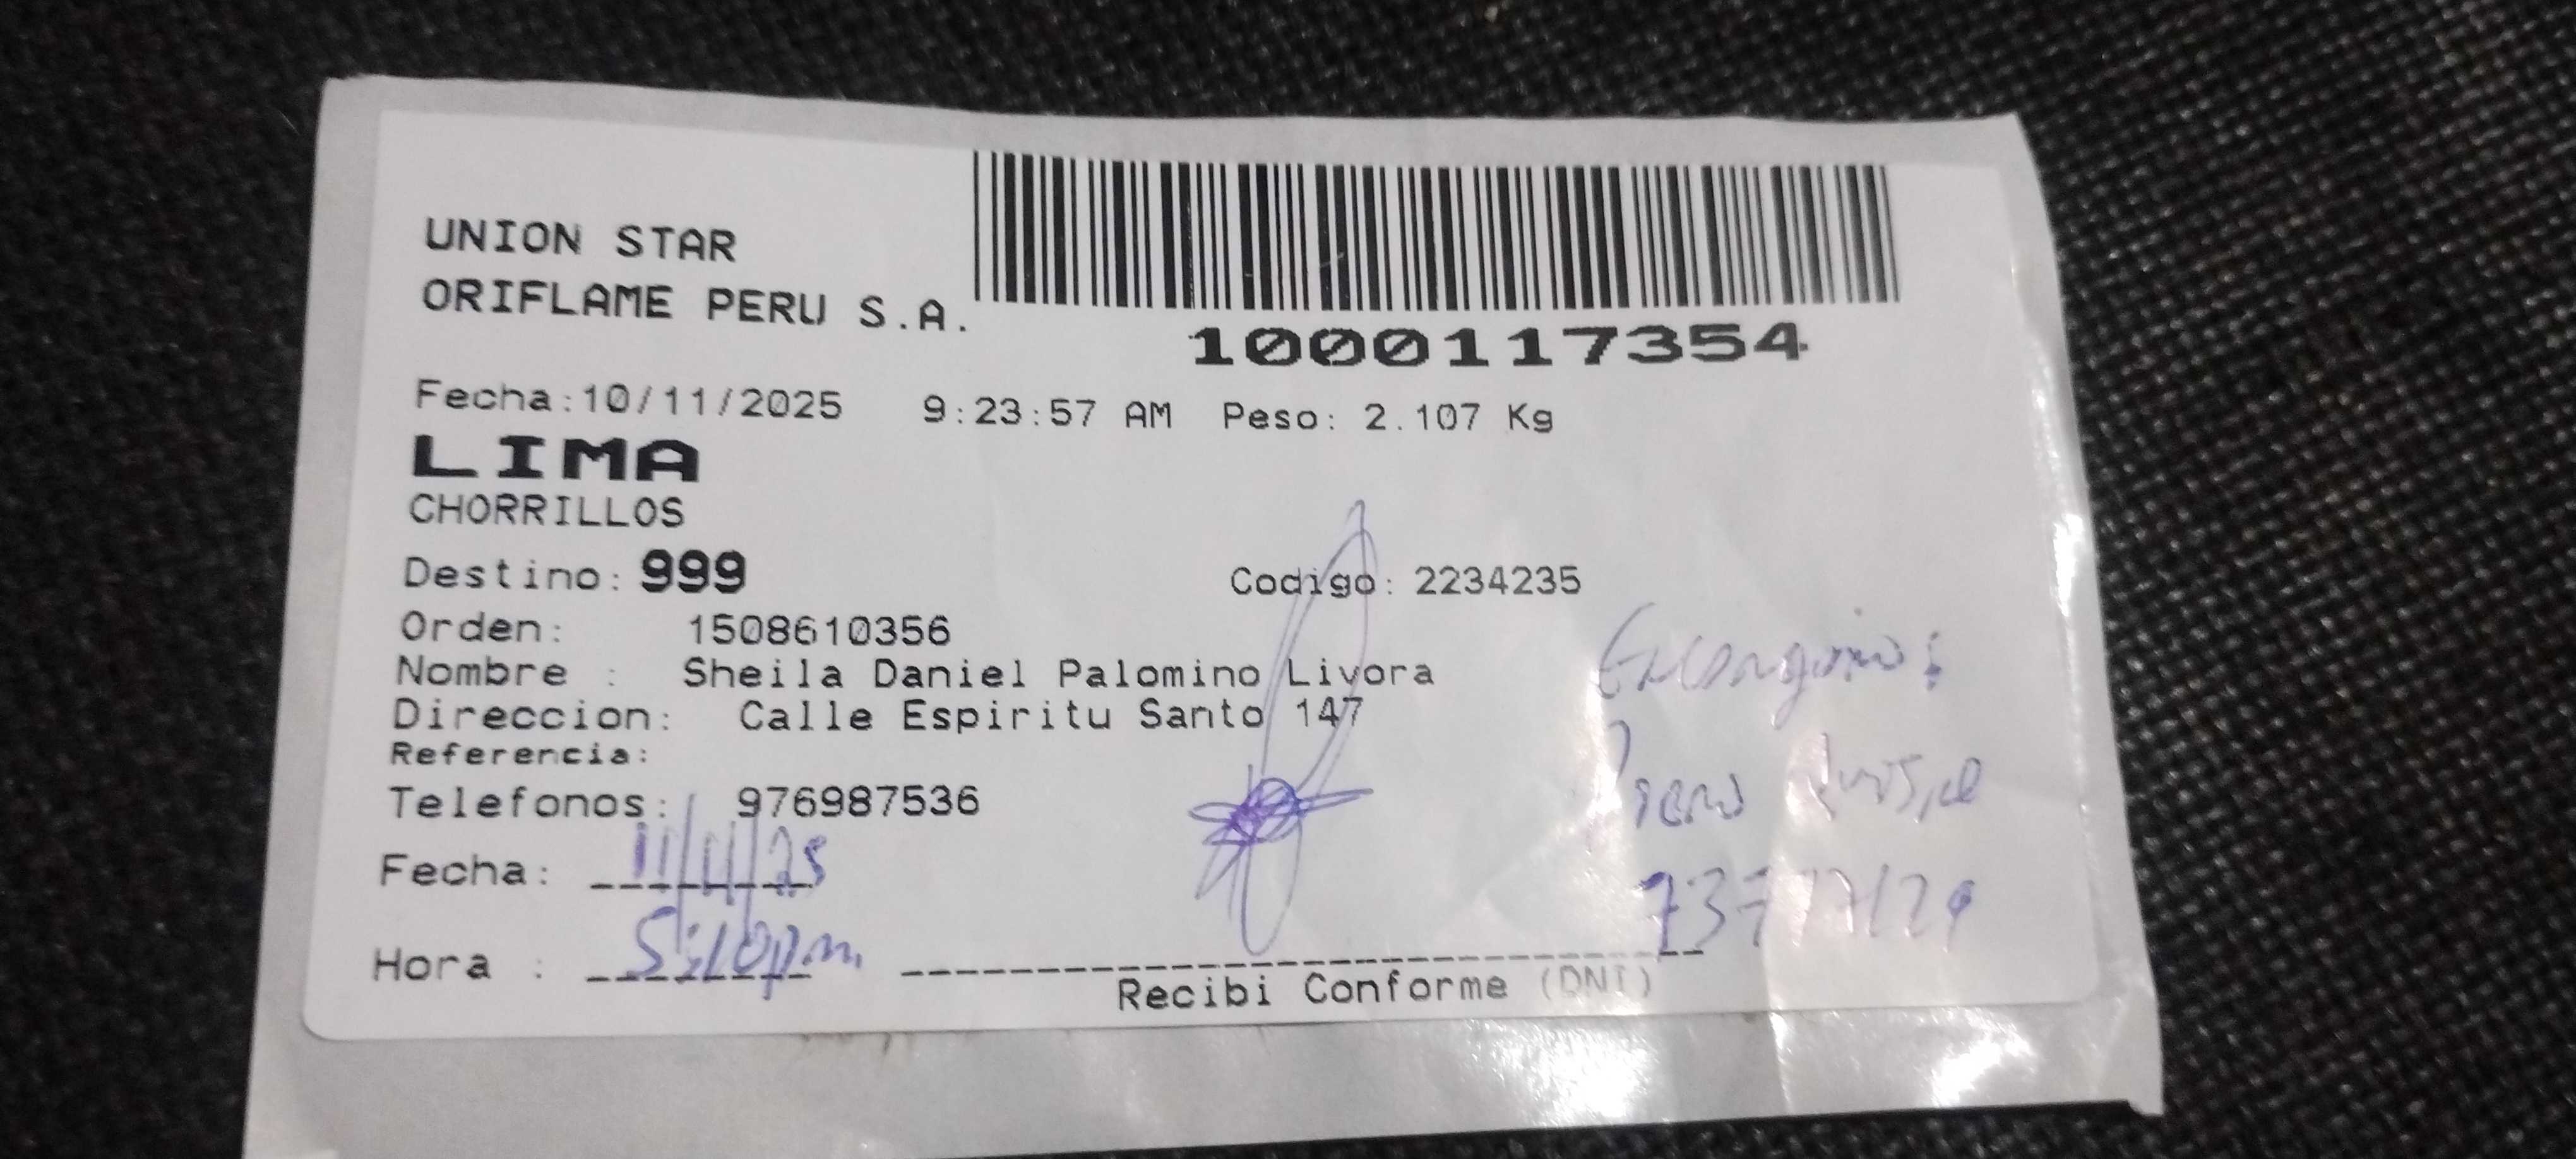 UNION STAR
ORIFLAME PERU S.A.
1000117354
Fecha:10/11/2025 9:23:57 AM Peso: 2.107 Kg
LIMA
CHORRILLOS
Destino: 999 Codigo: 2234235
Orden: 1508610356
Nombre : Sheila Daniel Palomino Livora
Direccion: Calle Espiritu Santo 147
Referencia:
Telefonos: 976987536
Fecha: 11/11/25
Hora : 5:10pm
Recibi Conforme (DNI)